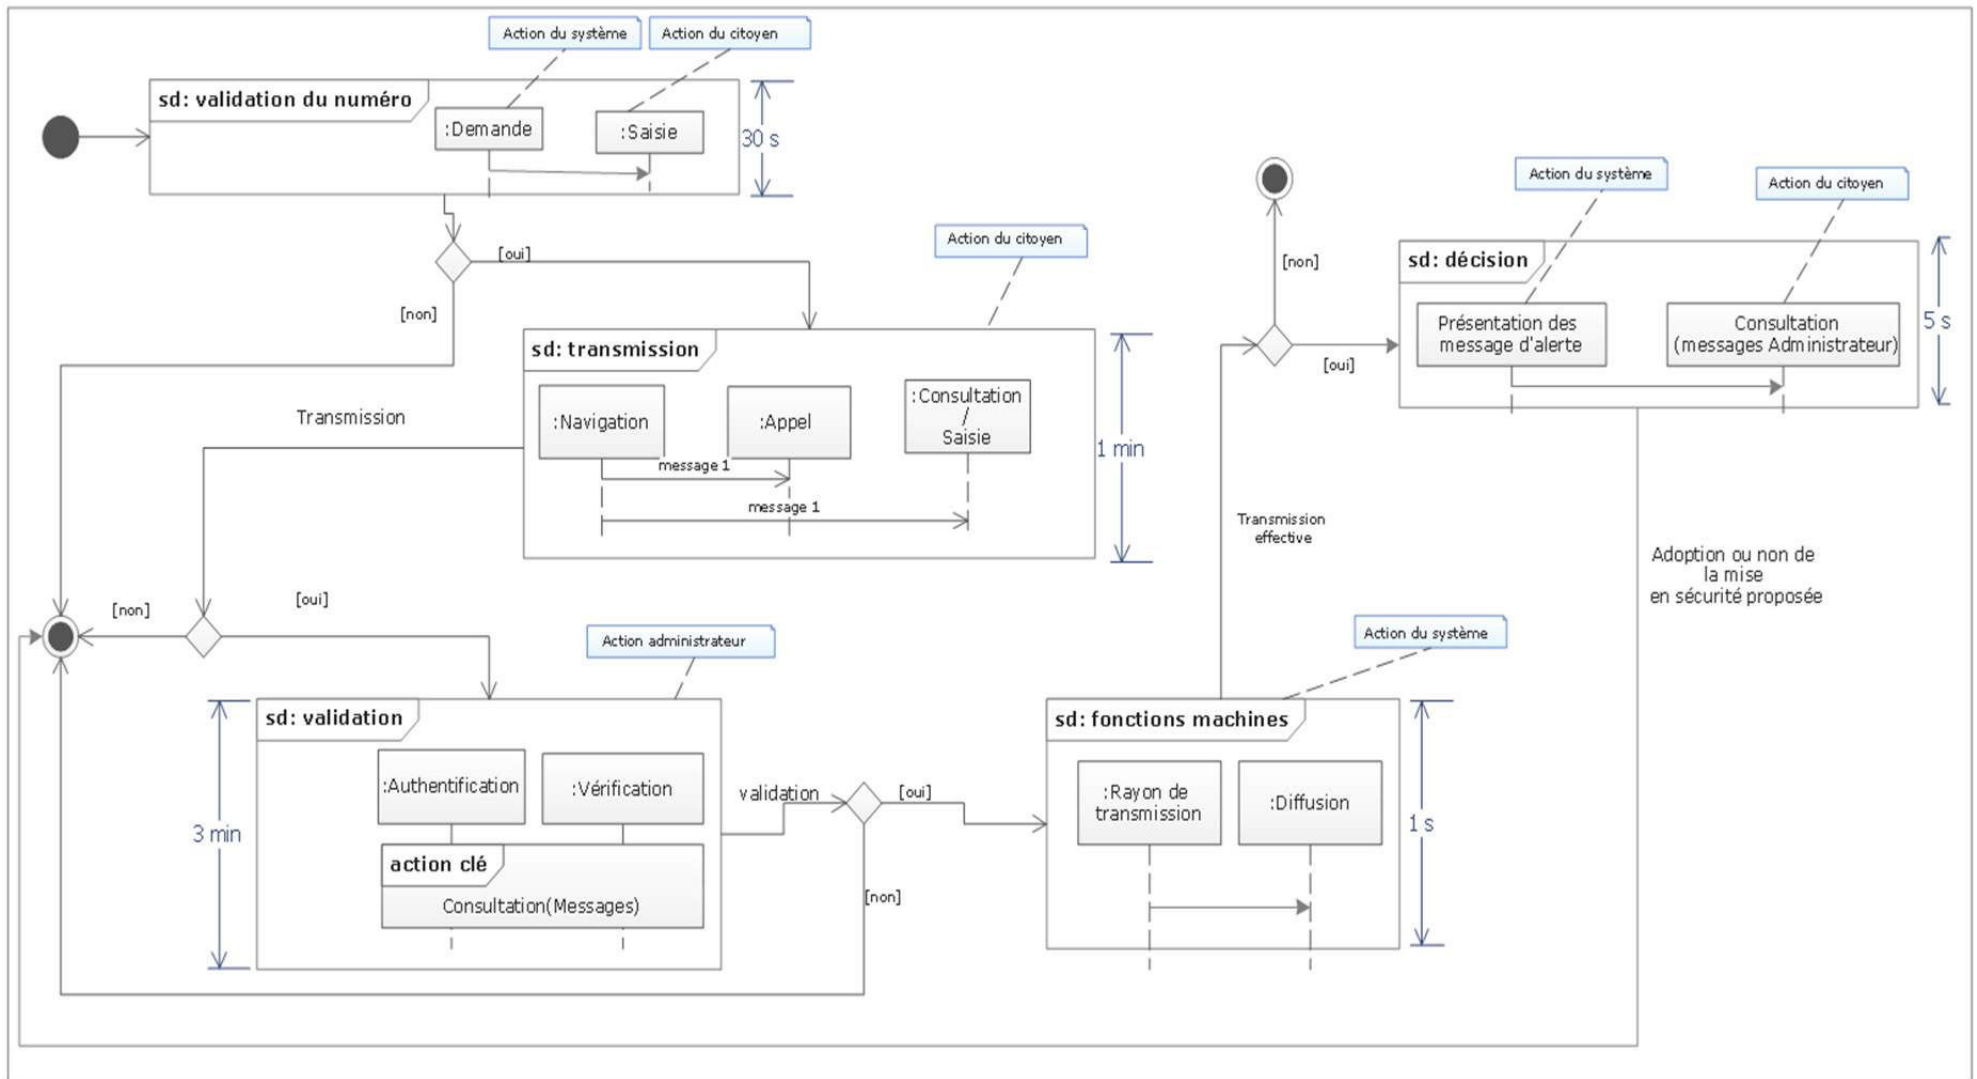 Action du système
Action du citoyen
sd: validation du numéro
:Demande
:Saisie
30 s
[oui]
[non]
Action du citoyen
sd: transmission
:Navigation
:Appel
:Consultation
/
Saisie
message 1
message 1
1 min
Transmission
[non]
[oui]
Action administrateur
sd: validation
:Authentification
:Vérification
action clé
Consultation(Messages)
3 min
validation
[oui]
[non]
Action du système
sd: fonctions machines
:Rayon de
transmission
:Diffusion
1 s
Transmission
effective
[non]
[oui]
Action du système
Action du citoyen
sd: décision
Présentation des
message d'alerte
Consultation
(messages Administrateur)
5 s
Adoption ou non de
la mise
en sécurité proposée